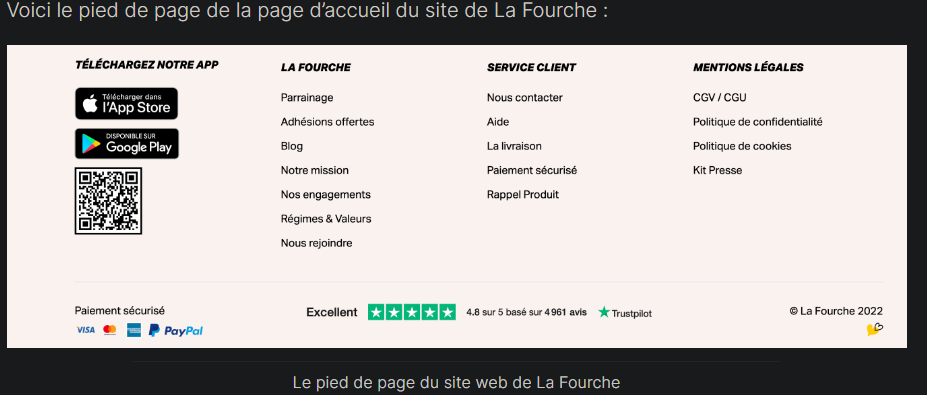 Voici le pied de page de la page d’accueil du site de La Fourche :
TÉLÉCHARGEZ NOTRE APP
Télécharger dans
l'App Store
DISPONIBLE SUR
Google Play
LA FOURCHE
Parrainage
Adhésions offertes
Blog
Notre mission
Nos engagements
Régimes & Valeurs
Nous rejoindre
SERVICE CLIENT
Nous contacter
Aide
La livraison
Paiement sécurisé
Rappel Produit
MENTIONS LÉGALES
CGV / CGU
Politique de confidentialité
Politique de cookies
Kit Presse
Paiement sécurisé
VISA PayPal
Excellent 4.8 sur 5 basé sur 4 961 avis Trustpilot
© La Fourche 2022
Le pied de page du site web de La Fourche